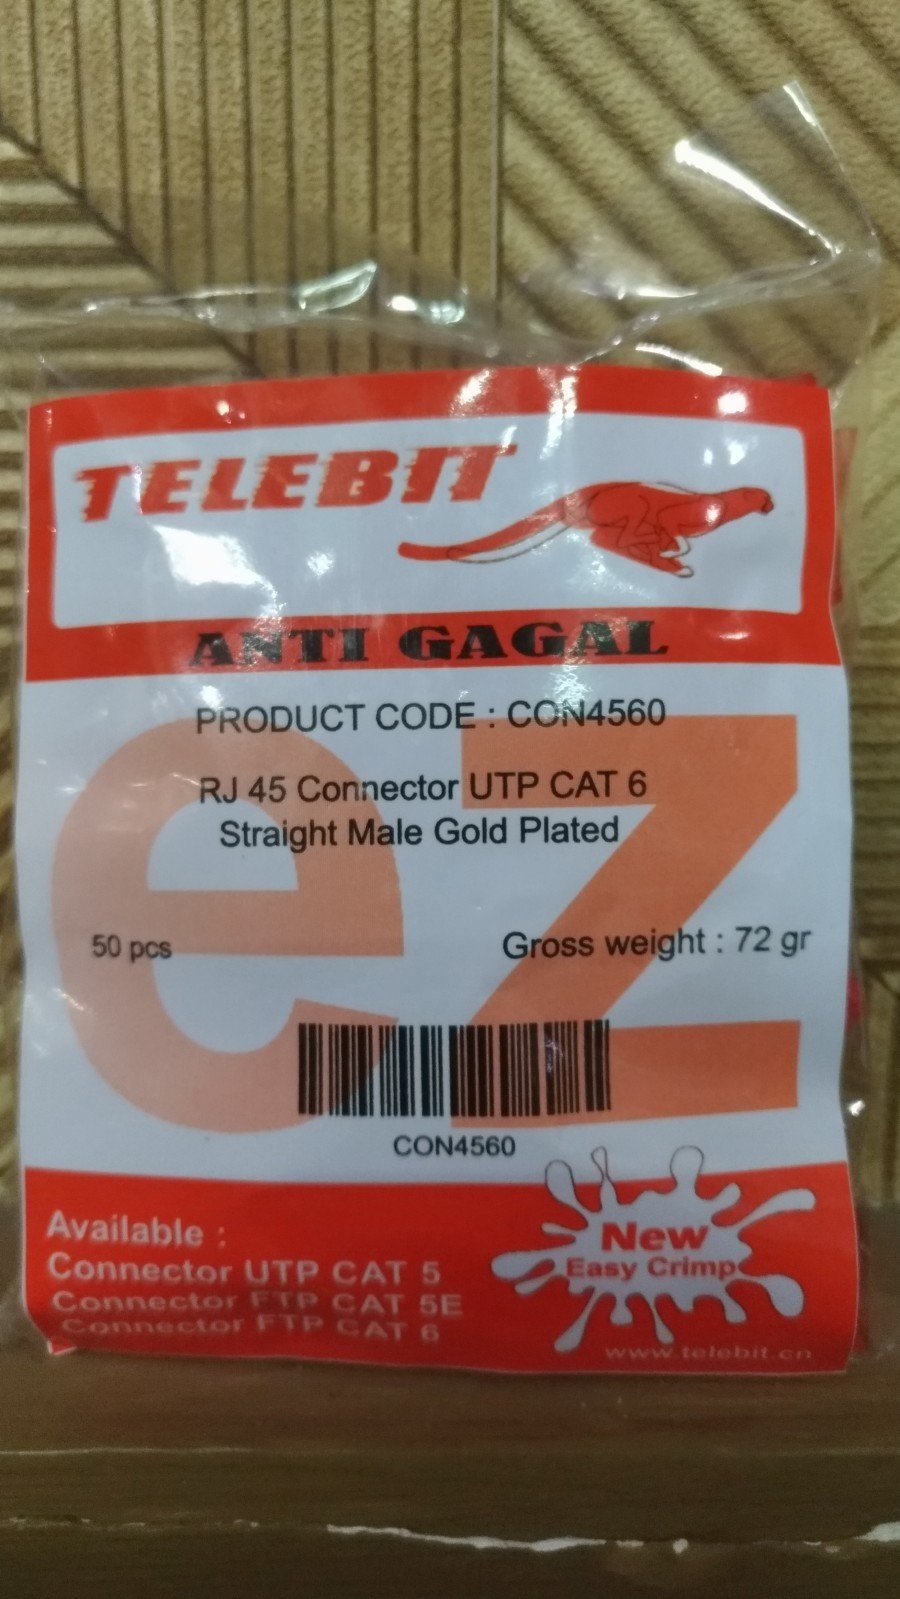 TELEBIT
ANTI GAGAL
PRODUCT CODE : CON4560
RJ 45 Connector UTP CAT 6
Straight Male Gold Plated
50 pcs
Gross weight : 72 gr
ez
CON4560
Available :
Connector UTP CAT 5
Connector FTP CAT 5E
Connector FTP CAT 6
New
Easy Crimp
www.telebit.cn